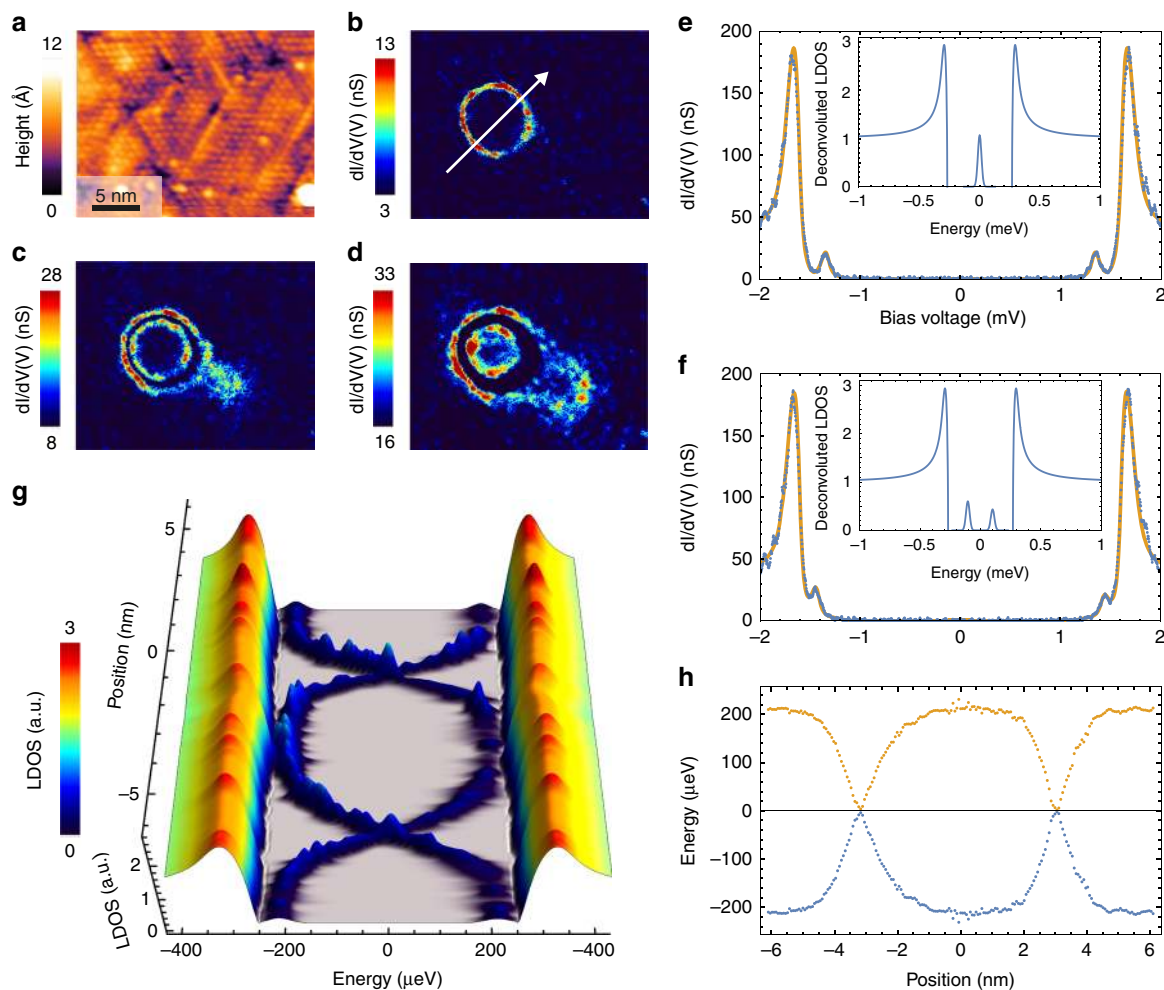 a
12
Height (Å)
0
5 nm
b
13
dI/dV(V) (nS)
3
c
28
dI/dV(V) (nS)
8
d
33
dI/dV(V) (nS)
16
e
200
150
100
50
0
dI/dV(V) (nS)
−2 −1 0 1 2
Bias voltage (mV)
3
2
1
0
Deconvoluted LDOS
−1 −0.5 0 0.5 1
Energy (meV)
f
200
150
100
50
0
dI/dV(V) (nS)
−2 −1 0 1 2
3
2
1
0
Deconvoluted LDOS
−1 −0.5 0 0.5 1
Energy (meV)
g
3
LDOS (a.u.)
0
5
0
−5
Position (nm)
2
1
0
LDOS (a.u.)
−400 −200 0 200 −400
Energy (µeV)
h
200
100
0
−100
−200
Energy (µeV)
−6 −4 −2 0 2 4 6
Position (nm)